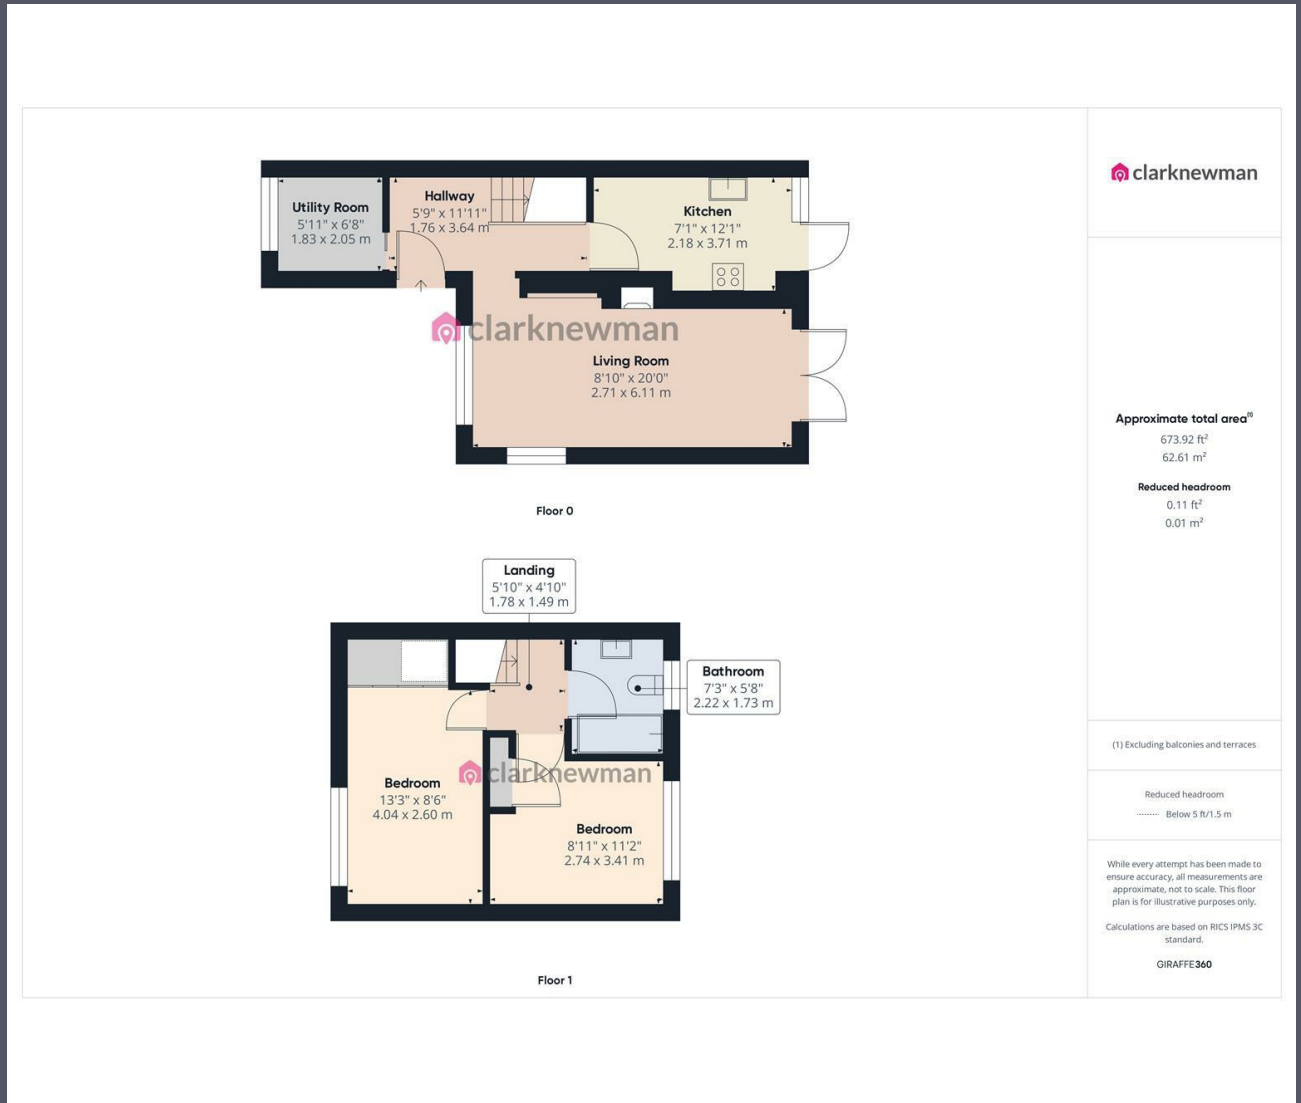 Utility Room
5'11" x 6'8"
1.83 x 2.05 m
Hallway
5'9" x 11'11"
1.76 x 3.64 m
Kitchen
7'1" x 12'1"
2.18 x 3.71 m
clarknewman
Living Room
8'10" x 20'0"
2.71 x 6.11 m
Floor 0
Landing
5'10" x 4'10"
1.78 x 1.49 m
Bathroom
7'3" x 5'8"
2.22 x 1.73 m
clarknewman
Bedroom
13'3" x 8'6"
4.04 x 2.60 m
Bedroom
8'11" x 11'2"
2.74 x 3.41 m
Floor 1
clarknewman
Approximate total area(1)
673.92 ft²
62.61 m²
Reduced headroom
0.11 ft²
0.01 m²
(1) Excluding balconies and terraces
Reduced headroom
Below 5 ft/1.5 m
While every attempt has been made to
ensure accuracy, all measurements are
approximate, not to scale. This floor
plan is for illustrative purposes only.
Calculations are based on RICS IPMS 3C
standard.
GIRAFFE360